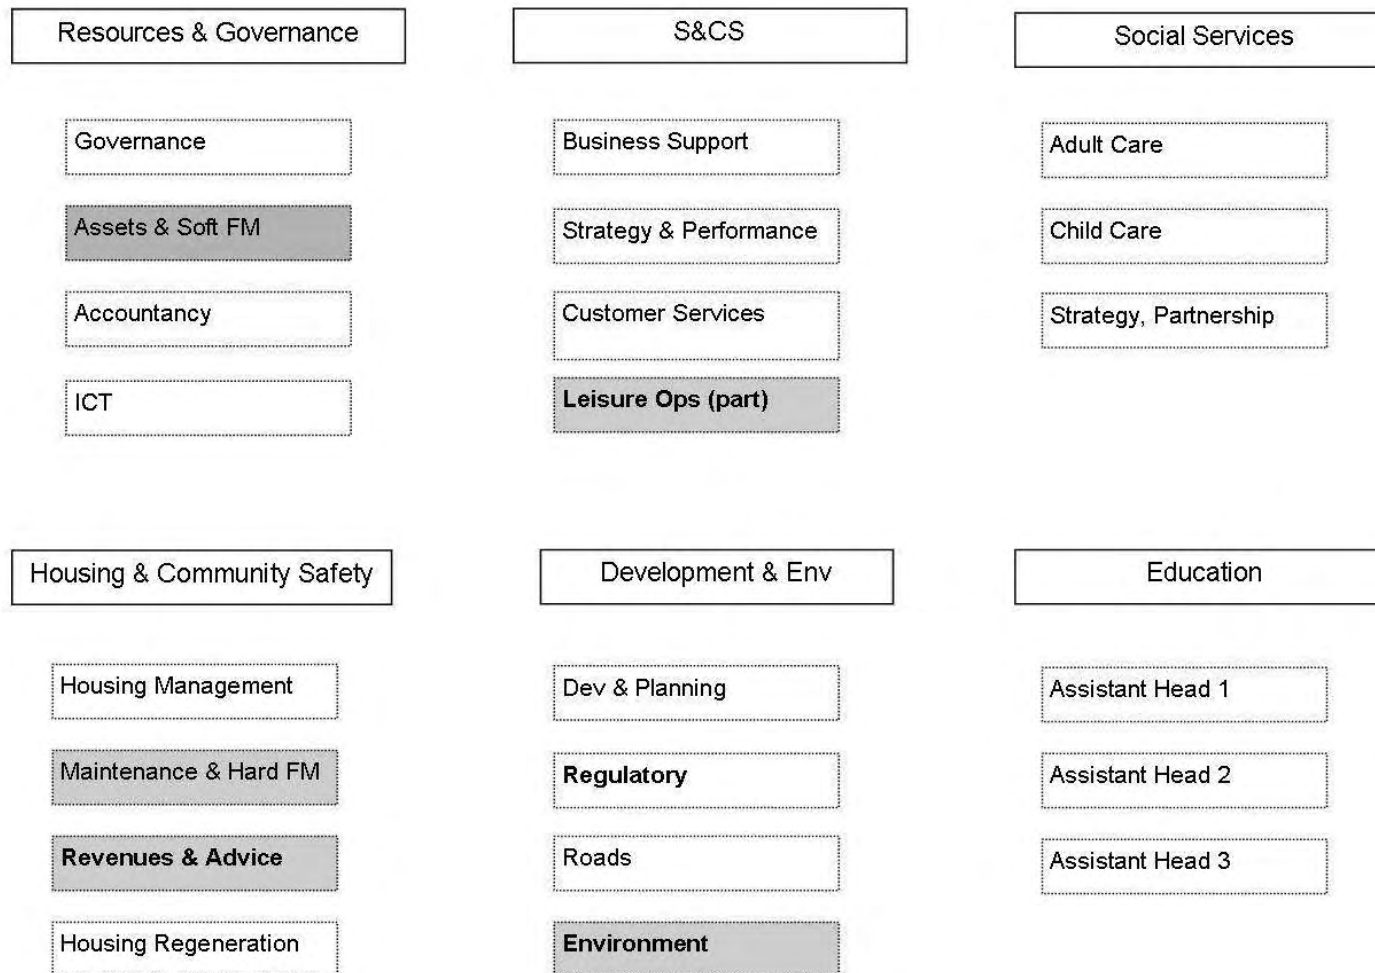 Resources & Governance
Governance
Assets & Soft FM
Accountancy
ICT
S&CS
Business Support
Strategy & Performance
Customer Services
Leisure Ops (part)
Social Services
Adult Care
Child Care
Strategy, Partnership
Housing & Community Safety
Housing Management
Maintenance & Hard FM
Revenues & Advice
Housing Regeneration
Development & Env
Dev & Planning
Regulatory
Roads
Environment
Education
Assistant Head 1
Assistant Head 2
Assistant Head 3